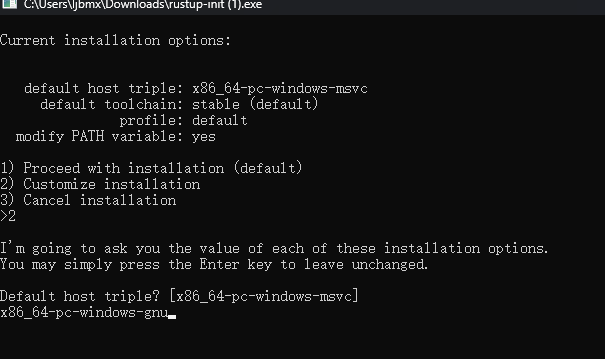 C:\Users\ljbmx\Downloads\rustup-init (1).exe
Current installation options:
default host triple: x86_64-pc-windows-msvc
default toolchain: stable (default)
profile: default
modify PATH variable: yes
1) Proceed with installation (default)
2) Customize installation
3) Cancel installation
>2
I'm going to ask you the value of each of these installation options.
You may simply press the Enter key to leave unchanged.
Default host triple? [x86_64-pc-windows-msvc]
x86_64-pc-windows-gnu